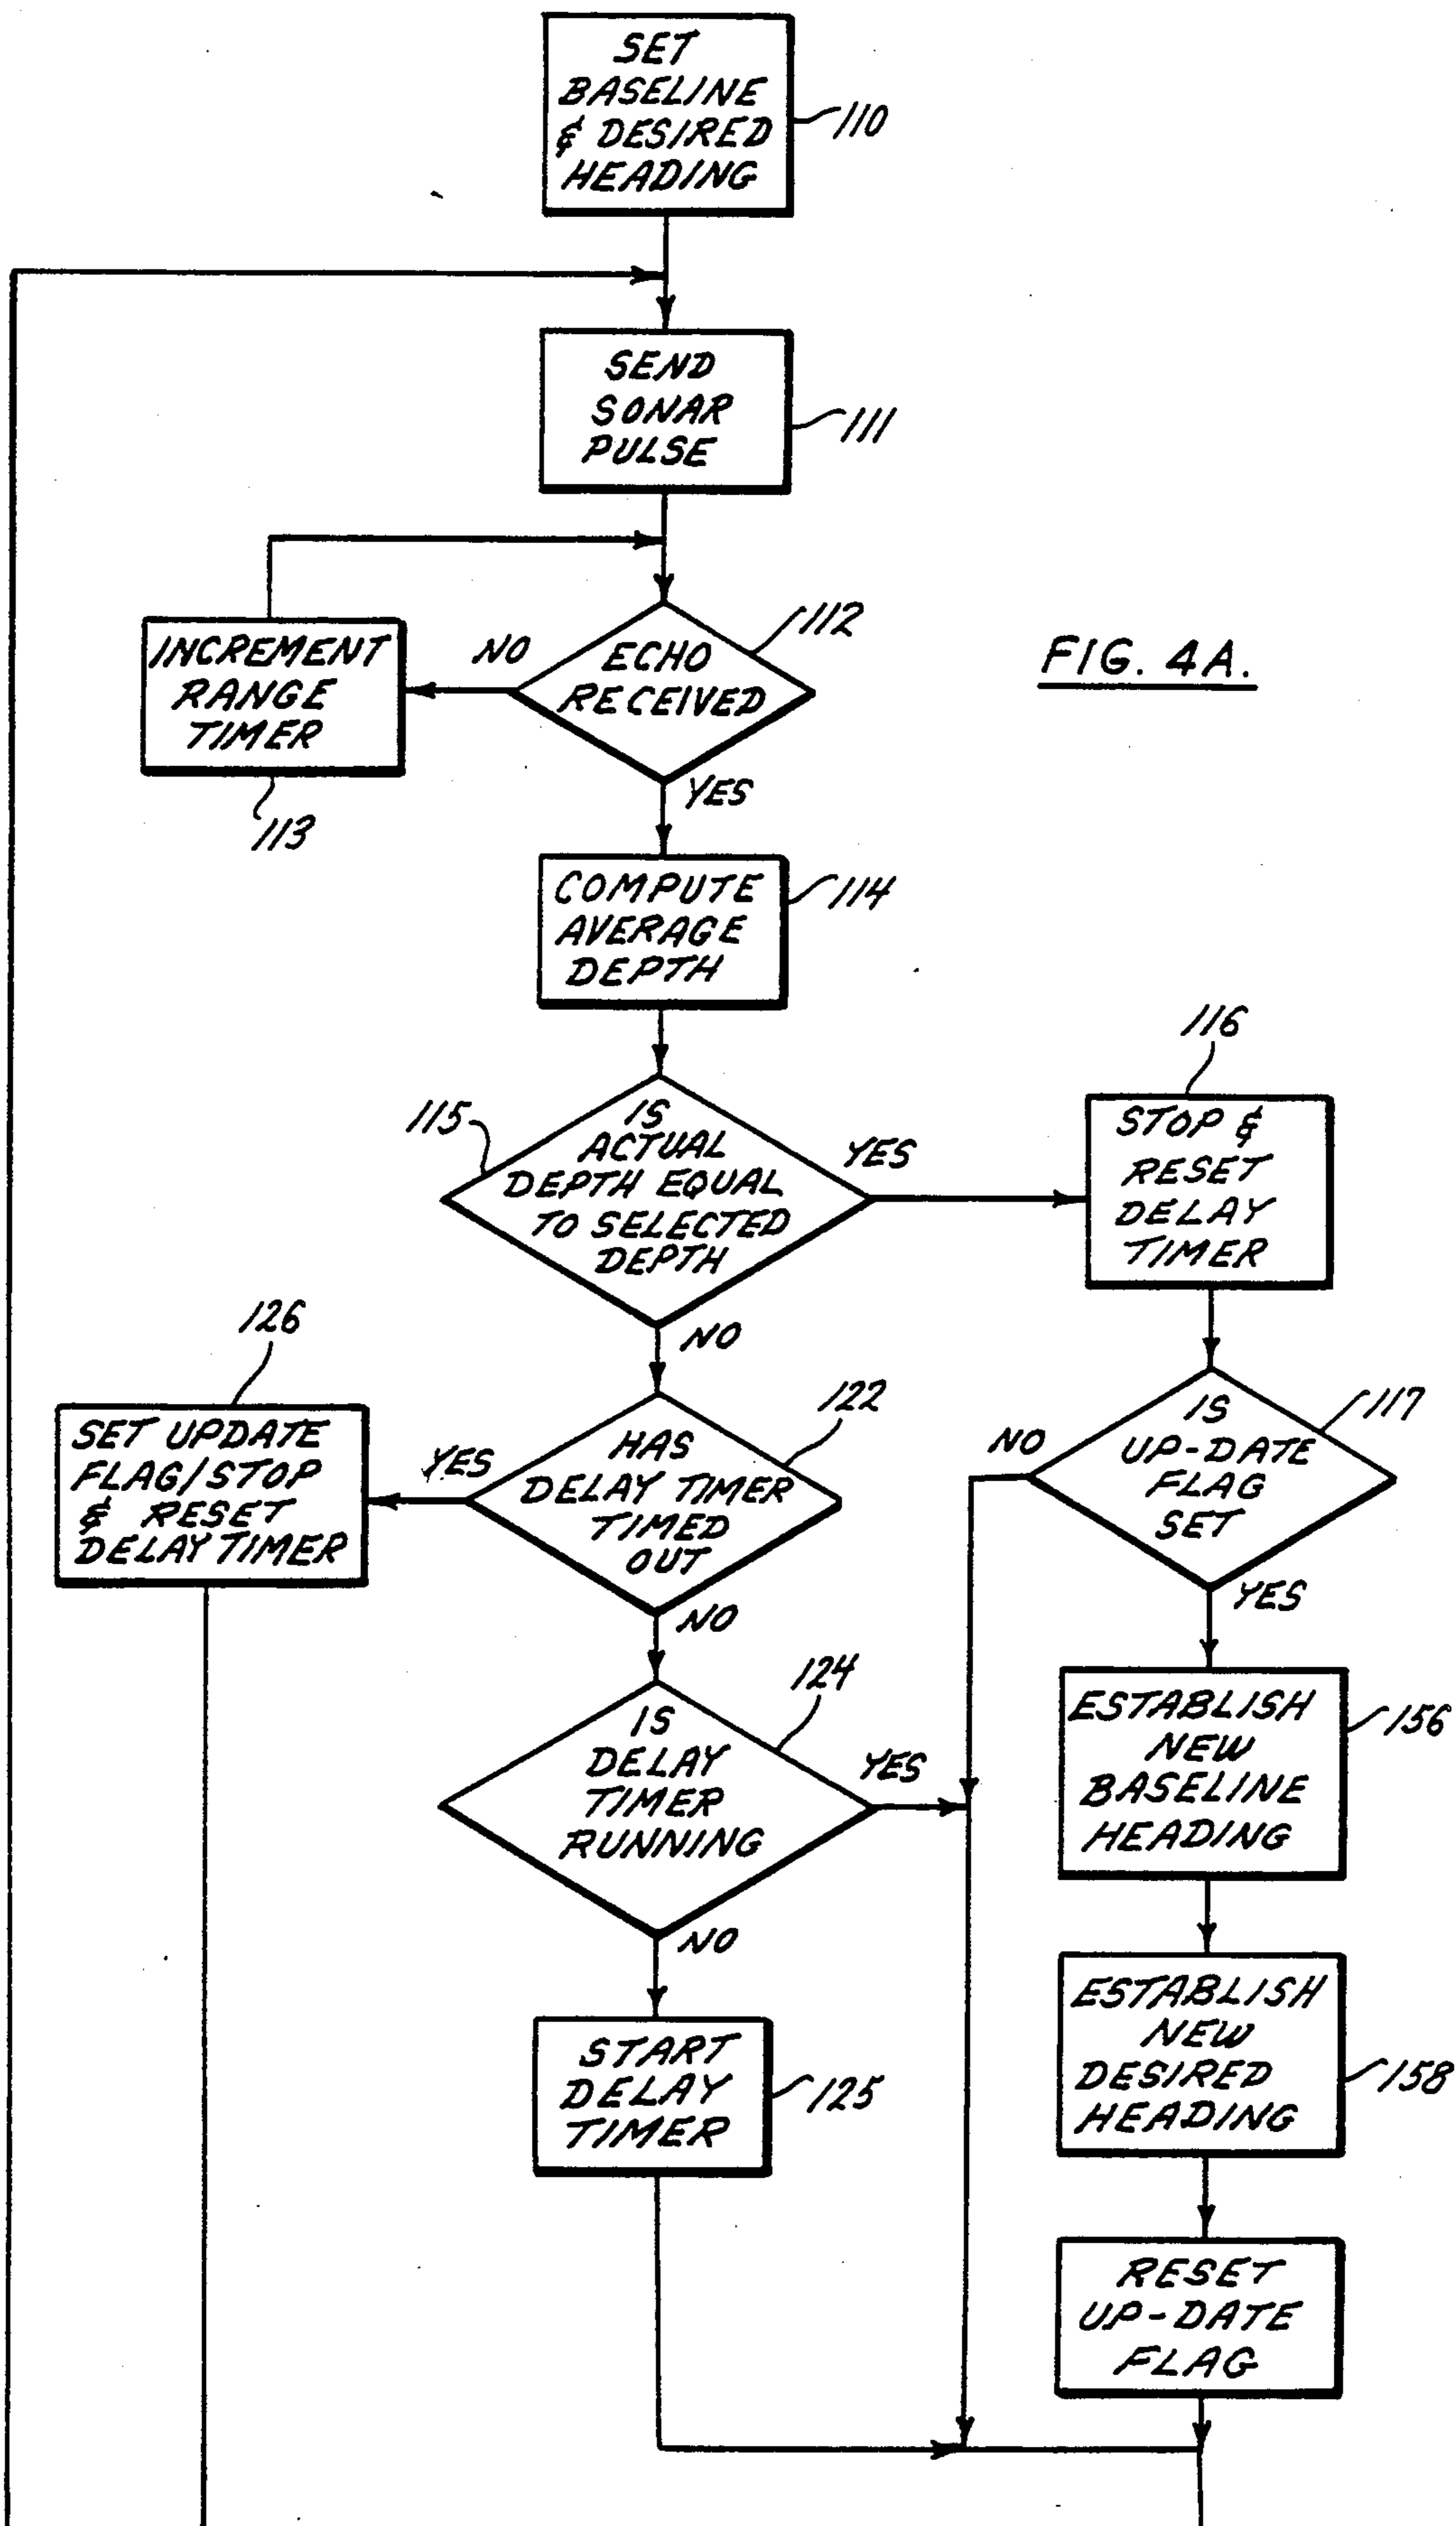 SET
BASELINE
& DESIRED
HEADING
110
SEND
SONAR
PULSE
111
ECHO
RECEIVED
112
NO
INCREMENT
RANGE
TIMER
113
FIG. 4A.
YES
COMPUTE
AVERAGE
DEPTH
114
IS
ACTUAL
DEPTH EQUAL
TO SELECTED
DEPTH
115
YES
STOP &
RESET
DELAY
TIMER
116
NO
HAS
DELAY TIMER
TIMED
OUT
122
YES
SET UPDATE
FLAG/STOP
& RESET
DELAY TIMER
126
IS
UP-DATE
FLAG
SET
117
NO
YES
NO
IS
DELAY
TIMER
RUNNING
124
YES
ESTABLISH
NEW
BASELINE
HEADING
156
NO
START
DELAY
TIMER
125
ESTABLISH
NEW
DESIRED
HEADING
158
RESET
UP-DATE
FLAG